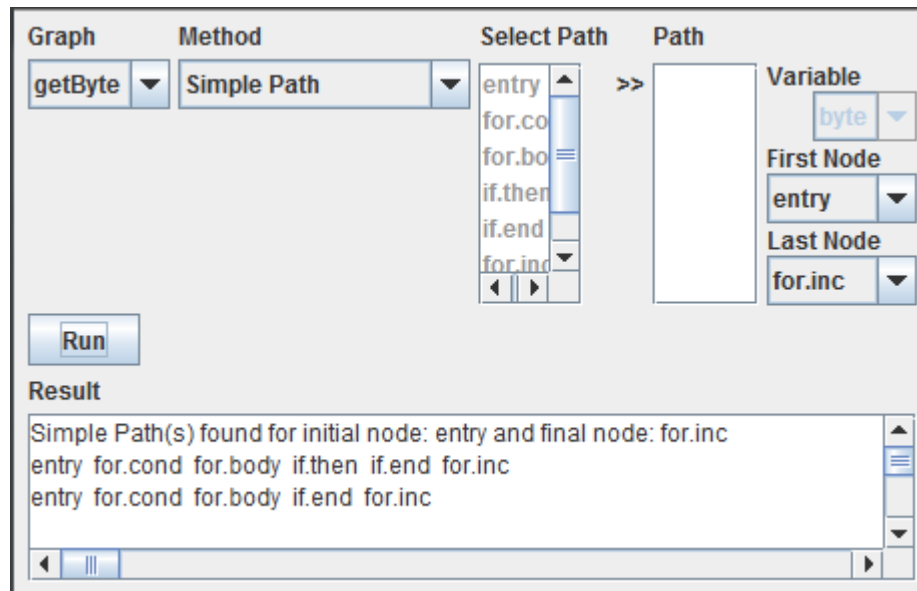 Graph
Method
Select Path
Path
getByte
Simple Path
entry
for.co
for.bo
if.then
if.end
for.inc
>>
Variable
byte
First Node
entry
Last Node
for.inc
Run
Result
Simple Path(s) found for initial node: entry and final node: for.inc
entry for.cond for.body if.then if.end for.inc
entry for.cond for.body if.end for.inc